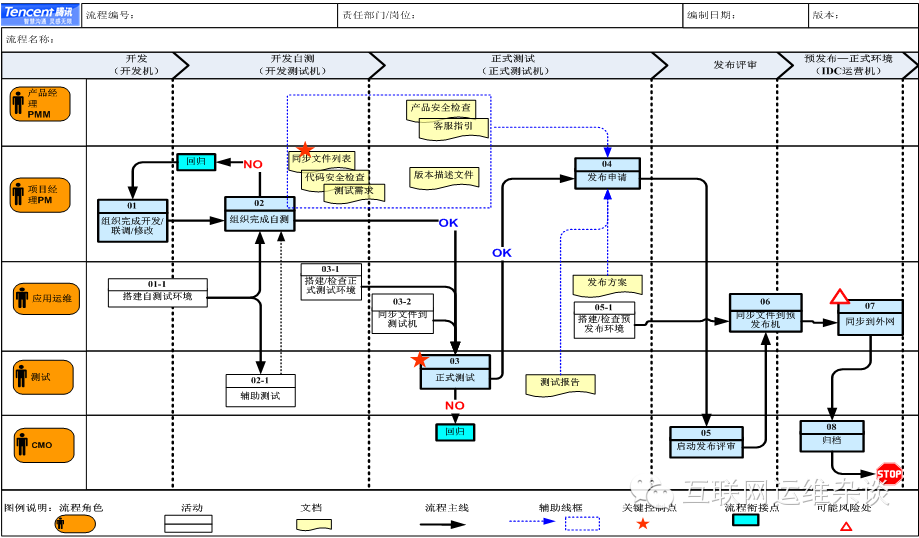 Tencent 腾讯
智慧沟通 灵感无限
流程编号：
责任部门/岗位：
编制日期：
版本：
流程名称：
开发
（开发机）
开发自测
（开发测试机）
正式测试
（正式测试机）
发布评审
预发布—正式环境
（IDC运营机）
产品经
理
PMM
产品安全检查
客服指引
项目经
理PM
回归
NO
同步文件列表
代码安全检查
测试需求
版本描述文件
04
发布申请
01
组织完成开发/
联调/修改
02
组织完成自测
OK
OK
应用运维
01-1
搭建自测试环境
03-1
搭建/检查正
式测试环境
03-2
同步文件到
测试机
发布方案
05-1
搭建/检查预
发布环境
06
同步文件到预
发布机
07
同步到外网
测试
02-1
辅助测试
03
正式测试
测试报告
NO
CMO
回归
05
启动发布评审
08
归档
STOP
互联网运维杂谈
图例说明：
流程角色
活动
文档
流程主线
辅助线框
关键控制点
流程衔接点
可能风险处